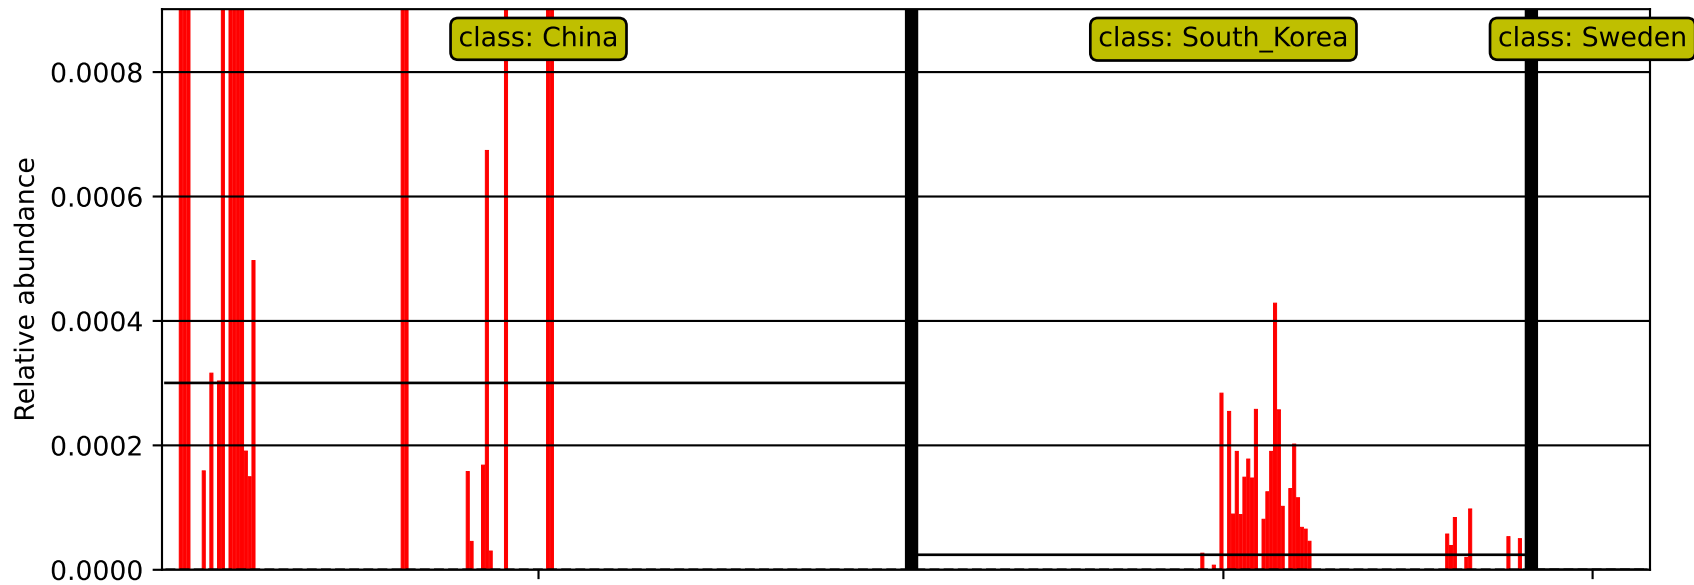 class: China
class: South_Korea
class: Sweden
0.0008
0.0006
0.0004
0.0002
0.0000
Relative abundance